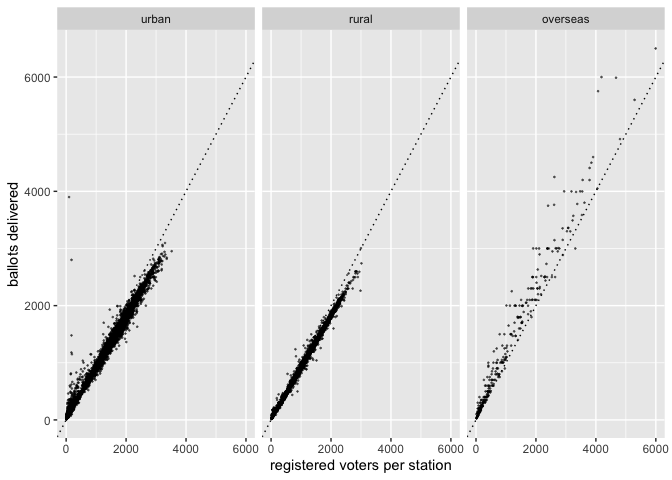 urban rural overseas
6000
4000
2000
0
ballots delivered
0 2000 4000 6000 0 2000 4000 6000 0 2000 4000 6000
registered voters per station